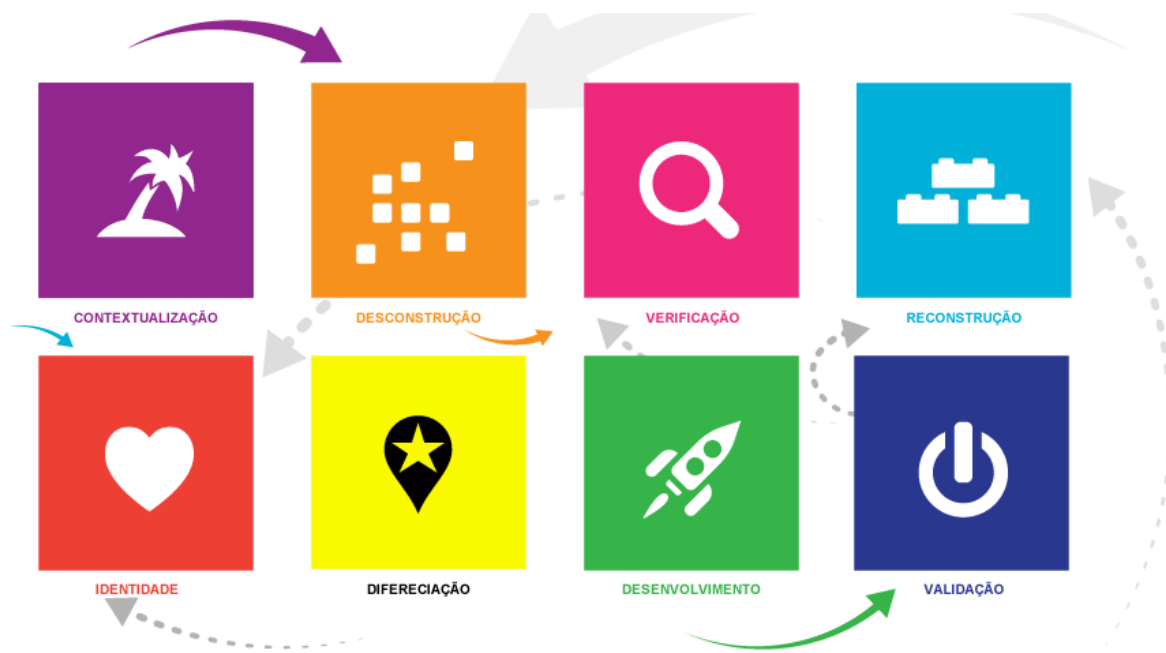 CONTEXTUALIZAÇÃO
DESCONSTRUÇÃO
VERIFICAÇÃO
RECONSTRUÇÃO
IDENTIDADE
DIFERECIAÇÃO
DESENVOLVIMENTO
VALIDAÇÃO